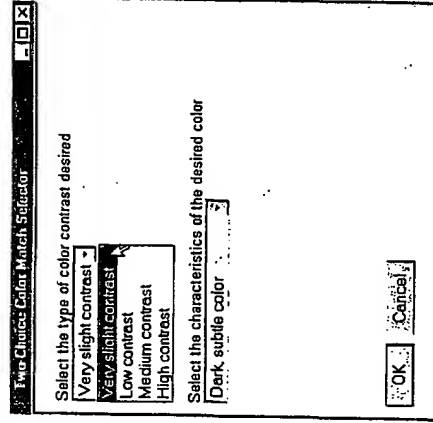 Two Choice Color Match Selector
Select the type of color contrast desired
Very slight contrast
Very slight contrast
Low contrast
Medium contrast
High contrast
Select the characteristics of the desired color
Dark, subtle color
OK
Cancel